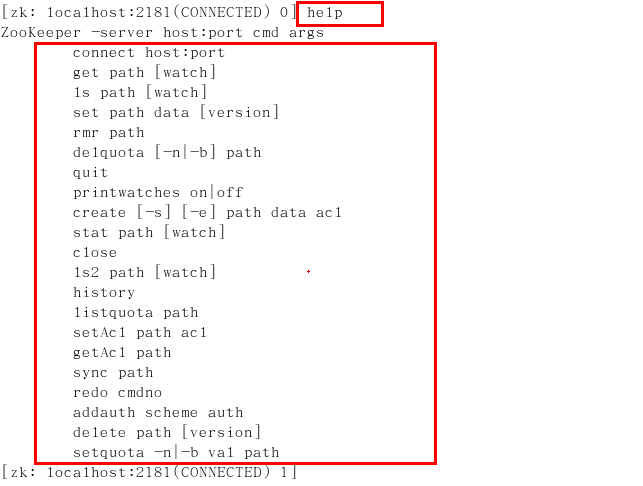 [zk: localhost:2181(CONNECTED) 0] help
ZooKeeper -server host:port cmd args
connect host:port
get path [watch]
ls path [watch]
set path data [version]
rmr path
delquota [-n|-b] path
quit
printwatches on|off
create [-s] [-e] path data acl
stat path [watch]
close
ls2 path [watch]
history
listquota path
setAcl path acl
getAcl path
sync path
redo cmdno
addauth scheme auth
delete path [version]
setquota -n|-b val path
[zk: localhost:2181(CONNECTED) 1]